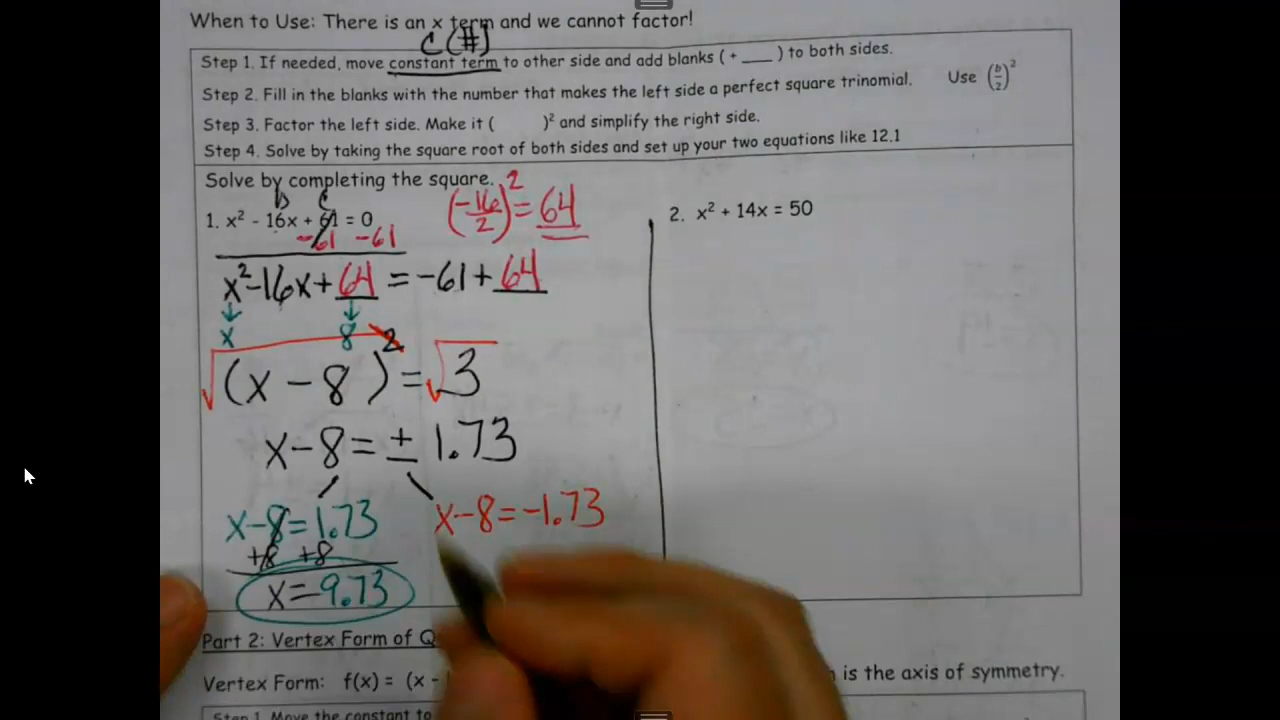 When to Use: There is an x term and we cannot factor!
C (#)
Step 1. If needed, move constant term to other side and add blanks ( + ___ ) to both sides.
Step 2. Fill in the blanks with the number that makes the left side a perfect square trinomial. Use (b/2)²
Step 3. Factor the left side. Make it ( )² and simplify the right side.
Step 4. Solve by taking the square root of both sides and set up your two equations like 12.1
Solve by completing the square.
b c
1. x² - 16x + 61 = 0
(-16/2)² = 64
-61 -61
x² - 16x + 64 = -61 + 64
x 8
√(x - 8)² = √3
x - 8 = ± 1.73
x - 8 = 1.73
+8 +8
x = 9.73
x - 8 = -1.73
2. x² + 14x = 50
Part 2: Vertex Form of Q
Vertex Form: f(x) = (x - is the axis of symmetry.
Step 1. Move the constant to